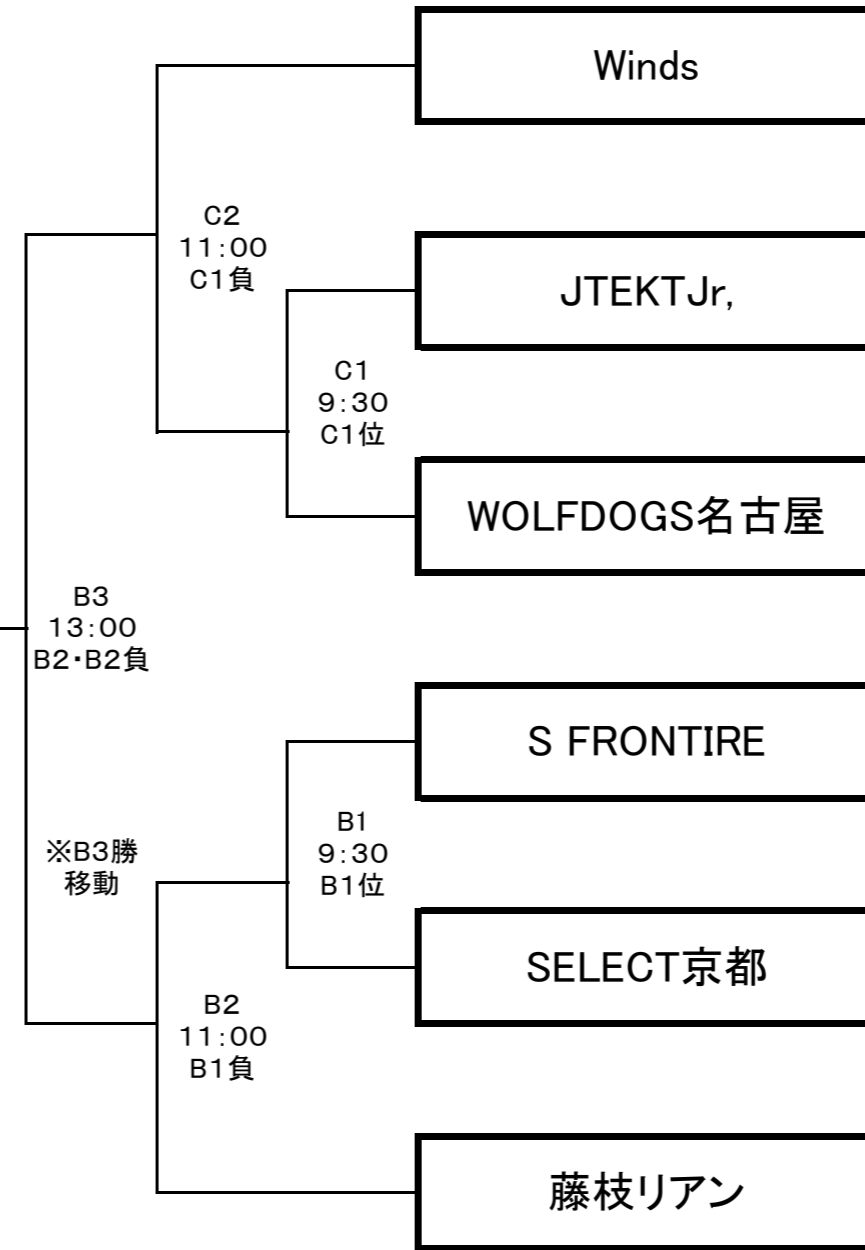 Winds
C2
11:00
C1負
JTEKTJr,
C1
9:30
C1位
WOLFDOGS名古屋
B3
13:00
B2・B2負
S FRONTIRE
※B3勝
移動
B1
9:30
B1位
SELECT京都
B2
11:00
B1負
藤枝リアン